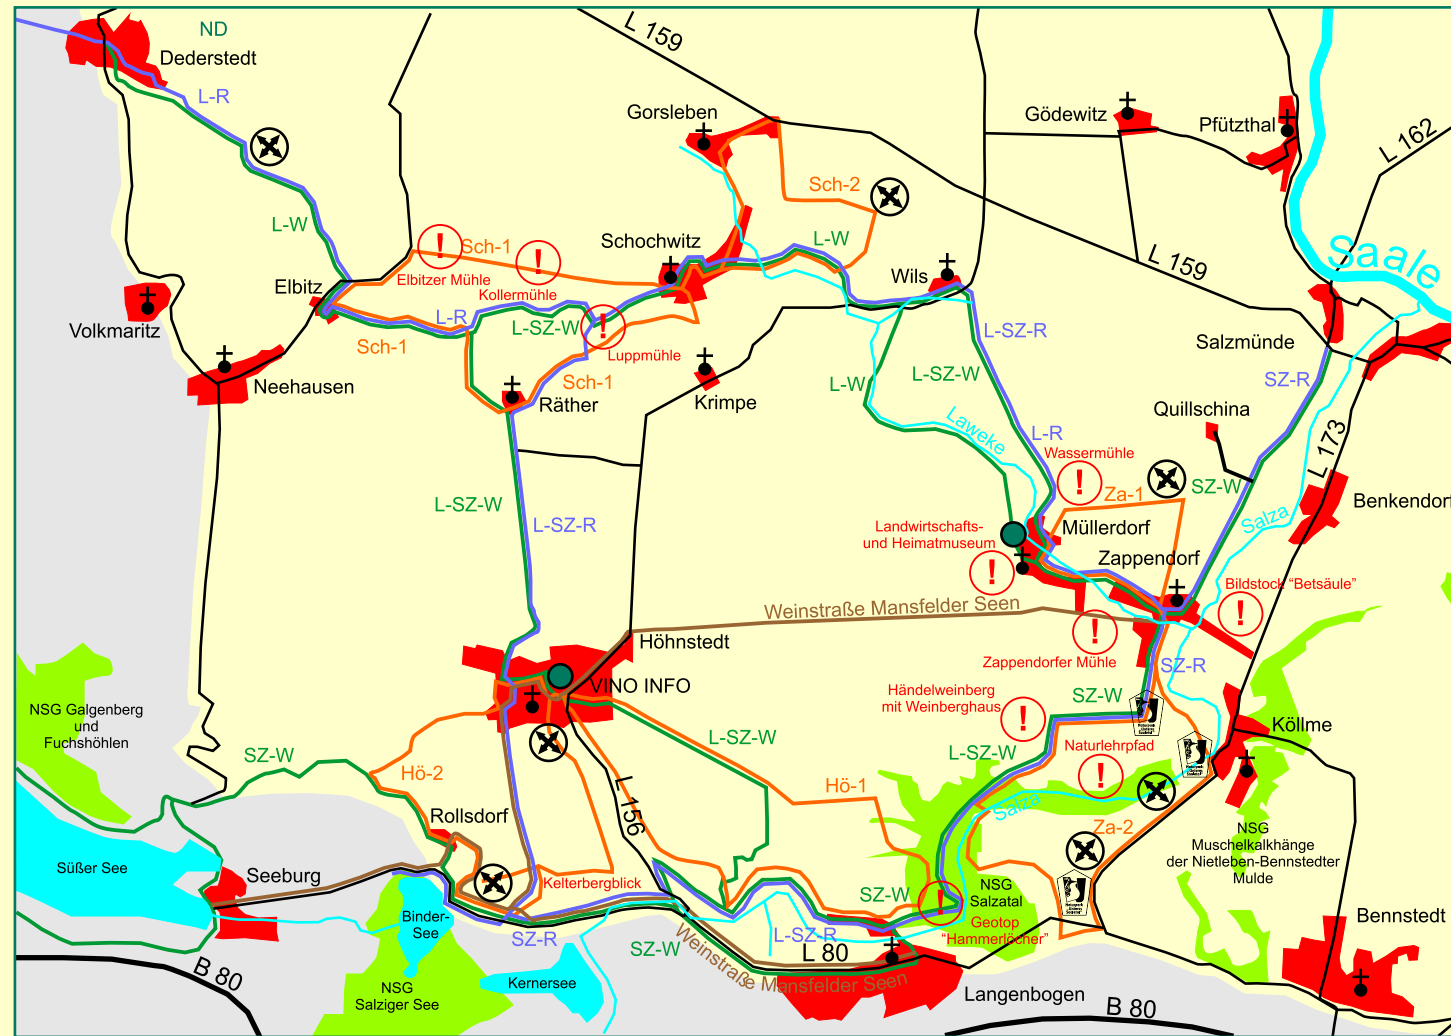 ND
L 159
Dederstedt
L-R
Gorsleben
Gödewitz
Pfützthal
L 162
Sch-2
L-W
Schochwitz
L-W
Sch-1
Elbitzer Mühle
Kollermühle
Elbitz
Wils
L 159
Saale
Volkmaritz
L-R
L-SZ-W
Sch-1
Luppmühle
L-SZ-R
Salzmünde
Neehausen
Sch-1
Räther
Krimpe
L-W
L-SZ-W
SZ-R
Quillschina
Laweke
L-R
Wassermühle
L 173
L-SZ-W
L-SZ-R
Za-1
SZ-W
Salza
Benkendorf
Landwirtschafts-
und Heimatmuseum
Müllerdorf
Zappendorf
Bildstock "Betsäule"
Weinstraße Mansfelder Seen
Höhnstedt
Zappendorfer Mühle
SZ-R
VINO INFO
Händelweinberg
mit Weinberghaus
SZ-W
NSG Galgenberg
und
Fuchshöhlen
SZ-W
L-SZ-W
L-SZ-W
Naturlehrpfad
Köllme
Hö-2
Hö-1
L 156
Salza
Rollsdorf
Za-2
NSG
Muschelkalkhänge
der Nietleben-Bennstedter
Mulde
Süßer See
Seeburg
Kelterbergblick
SZ-W
NSG
Salzatal
Geotop
"Hammerlöcher"
Binder-
See
SZ-R
SZ-W
L-SZ-R
L 80
Weinstraße Mansfelder Seen
Bennstedt
B 80
NSG
Salziger See
Kernersee
Langenbogen
B 80